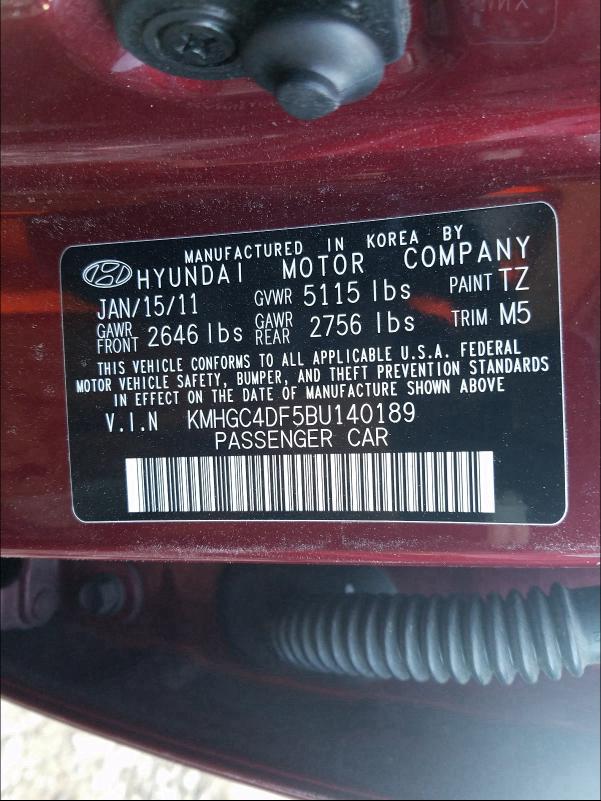 MANUFACTURED IN KOREA BY
HYUNDAI MOTOR COMPANY
JAN/15/11 GVWR 5115 lbs PAINT TZ
GAWR FRONT 2646 lbs GAWR REAR 2756 lbs TRIM M5
THIS VEHICLE CONFORMS TO ALL APPLICABLE U.S.A. FEDERAL
MOTOR VEHICLE SAFETY, BUMPER, AND THEFT PREVENTION STANDARDS
IN EFFECT ON THE DATE OF MANUFACTURE SHOWN ABOVE
V.I.N KMHGC4DF5BU140189
PASSENGER CAR